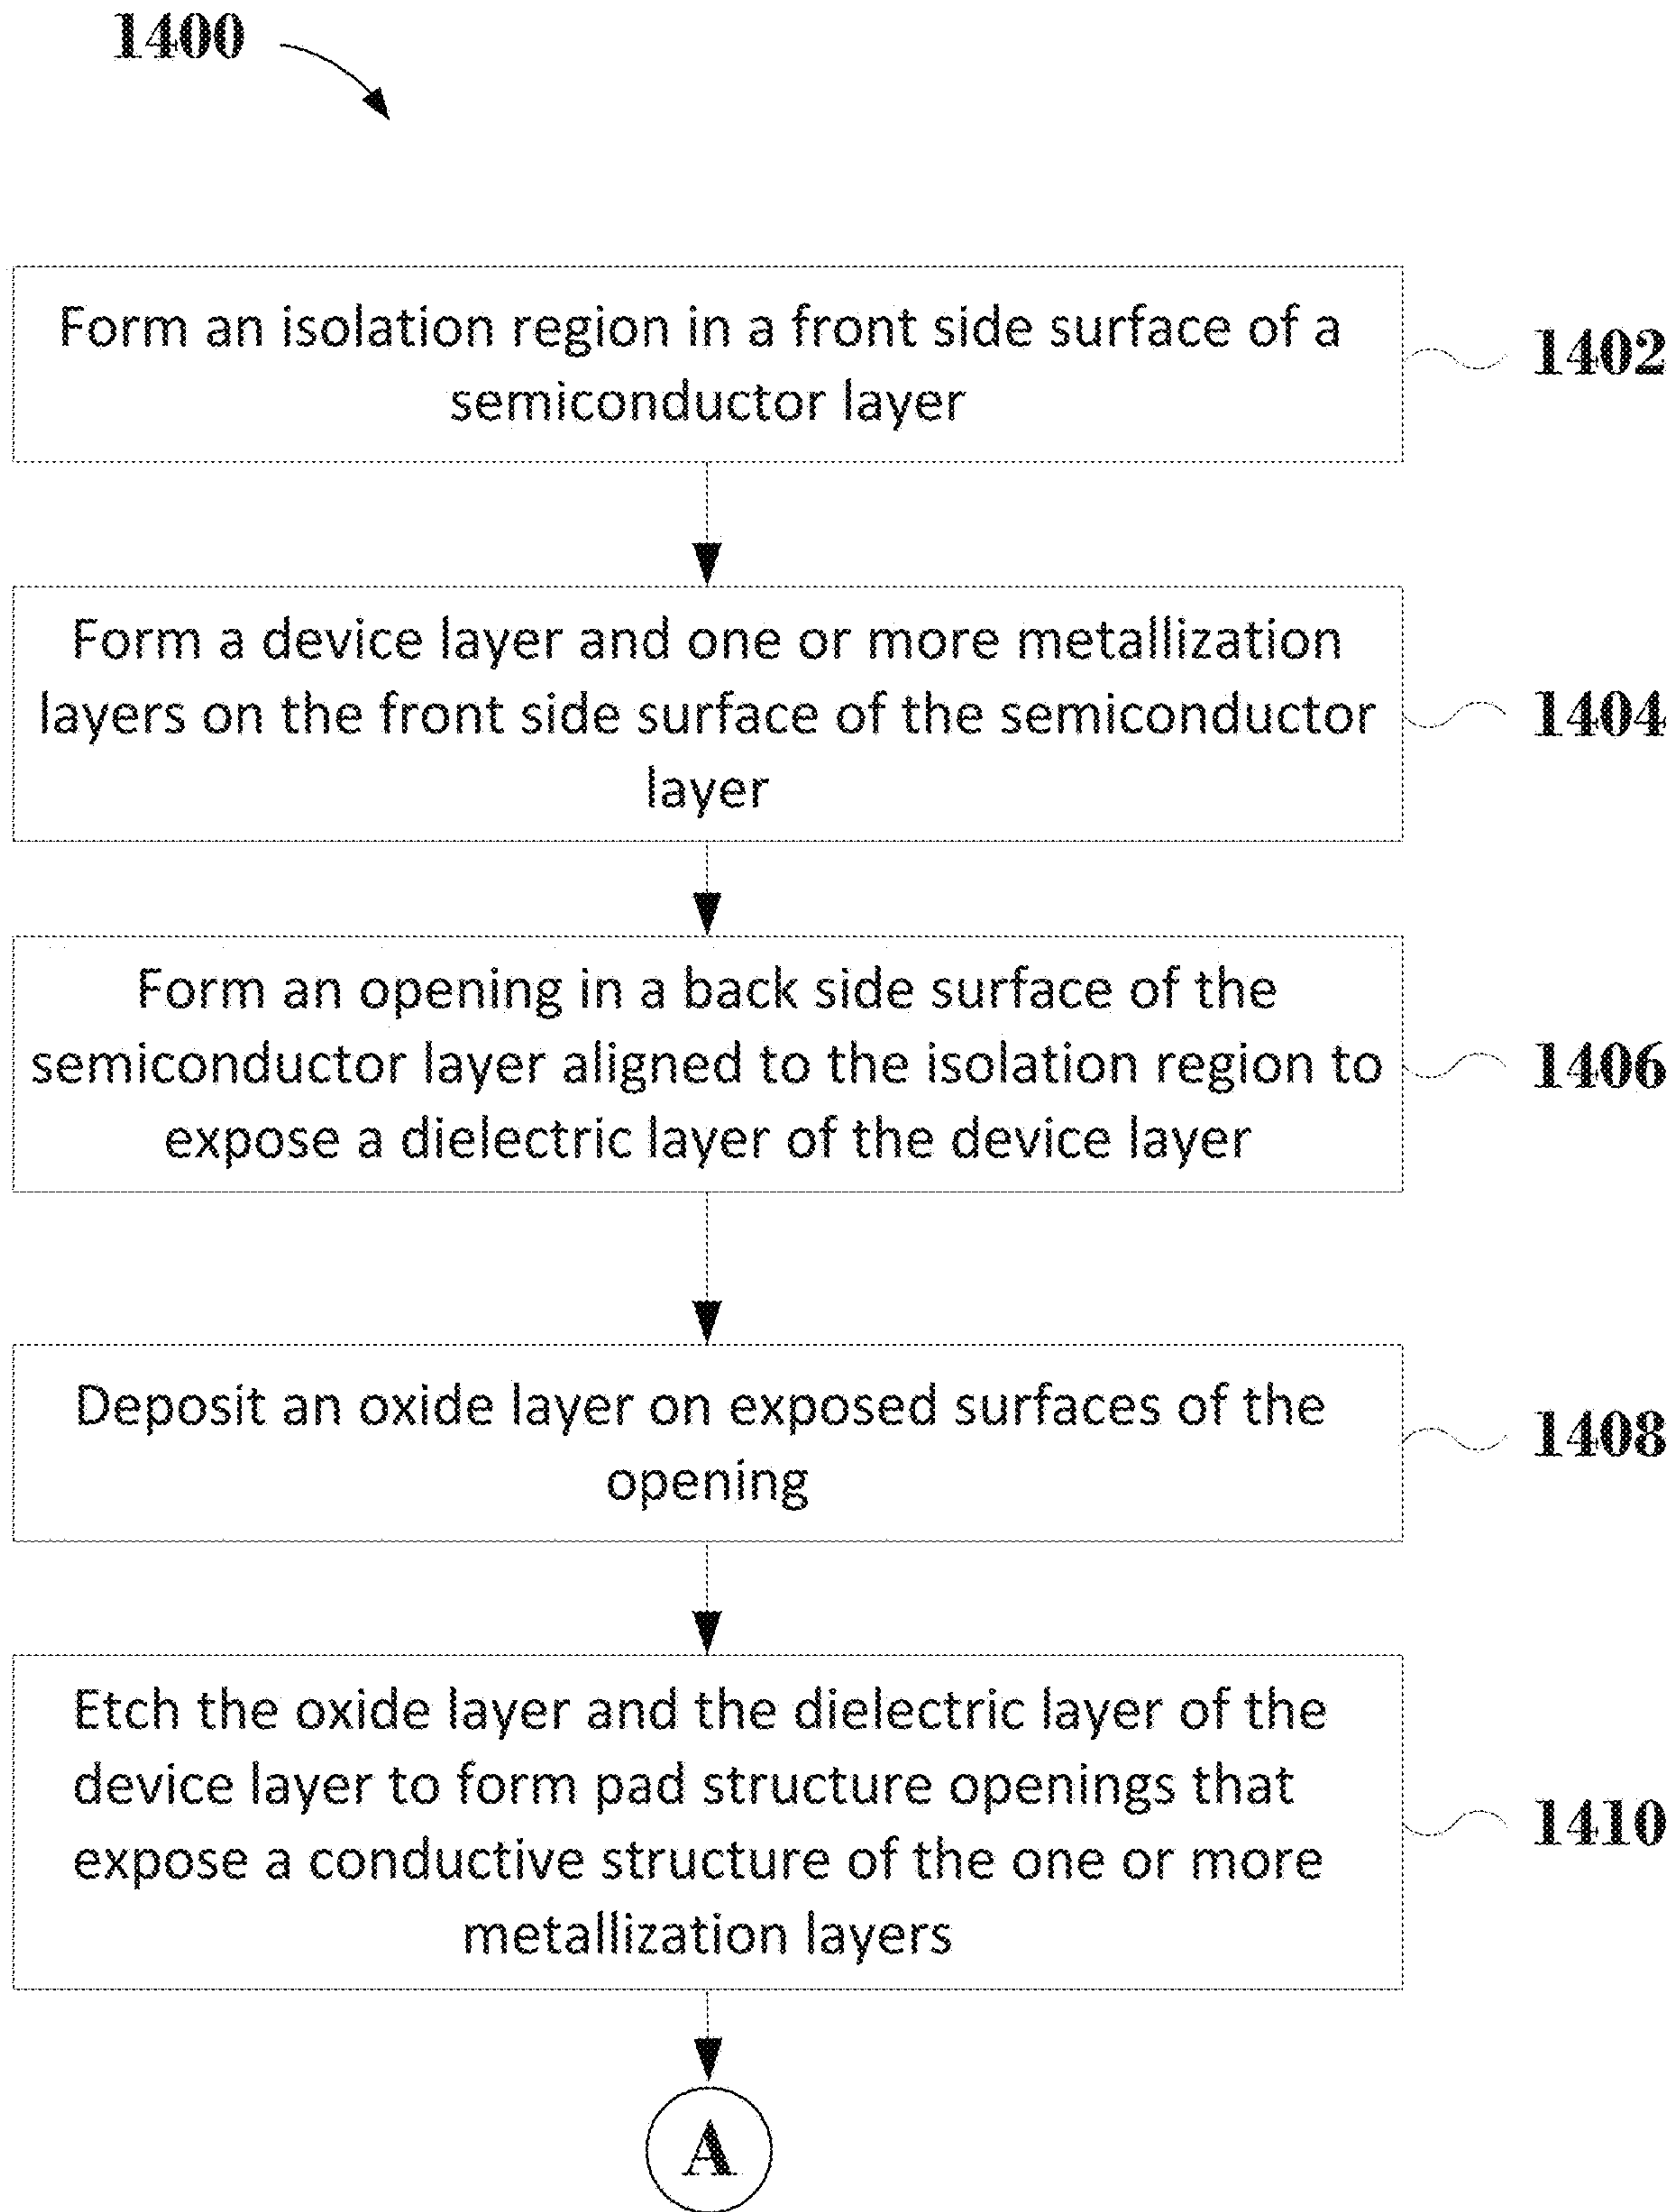 1400
Form an isolation region in a front side surface of a
semiconductor layer
1402
Form a device layer and one or more metallization
layers on the front side surface of the semiconductor
layer
1404
Form an opening in a back side surface of the
semiconductor layer aligned to the isolation region to
expose a dielectric layer of the device layer
1406
Deposit an oxide layer on exposed surfaces of the
opening
1408
Etch the oxide layer and the dielectric layer of the
device layer to form pad structure openings that
expose a conductive structure of the one or more
metallization layers
1410
A